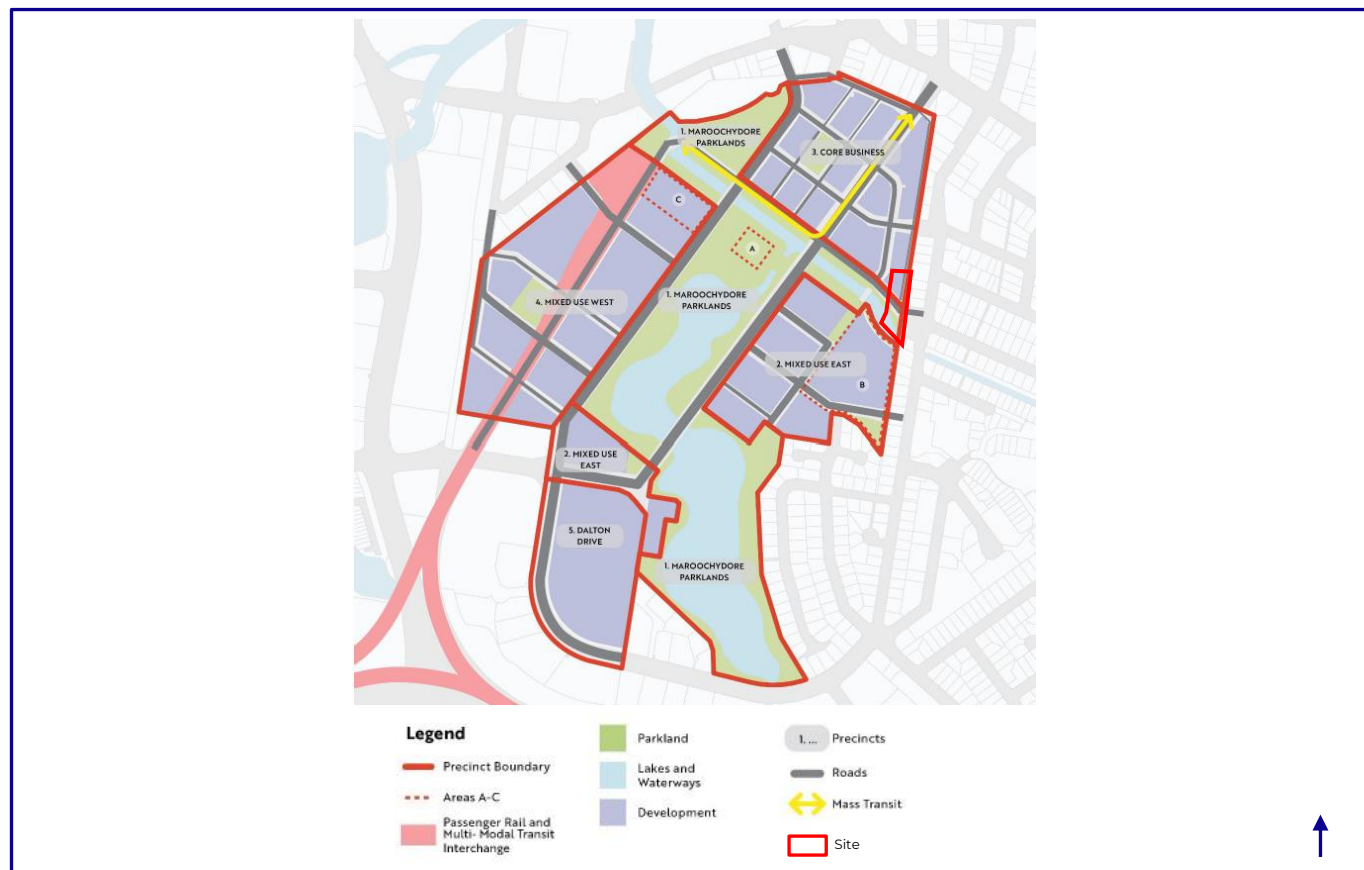 1. MAROOCHYDORE
PARKLANDS
3. CORE BUSINESS
C
A
4. MIXED USE WEST
1. MAROOCHYDORE
PARKLANDS
2. MIXED USE EAST
B
2. MIXED USE
EAST
5. DALTON
DRIVE
1. MAROOCHYDORE
PARKLANDS
Legend
Precinct Boundary
Areas A-C
Passenger Rail and
Multi- Modal Transit
Interchange
Parkland
Lakes and
Waterways
Development
1. ... Precincts
Roads
Mass Transit
Site